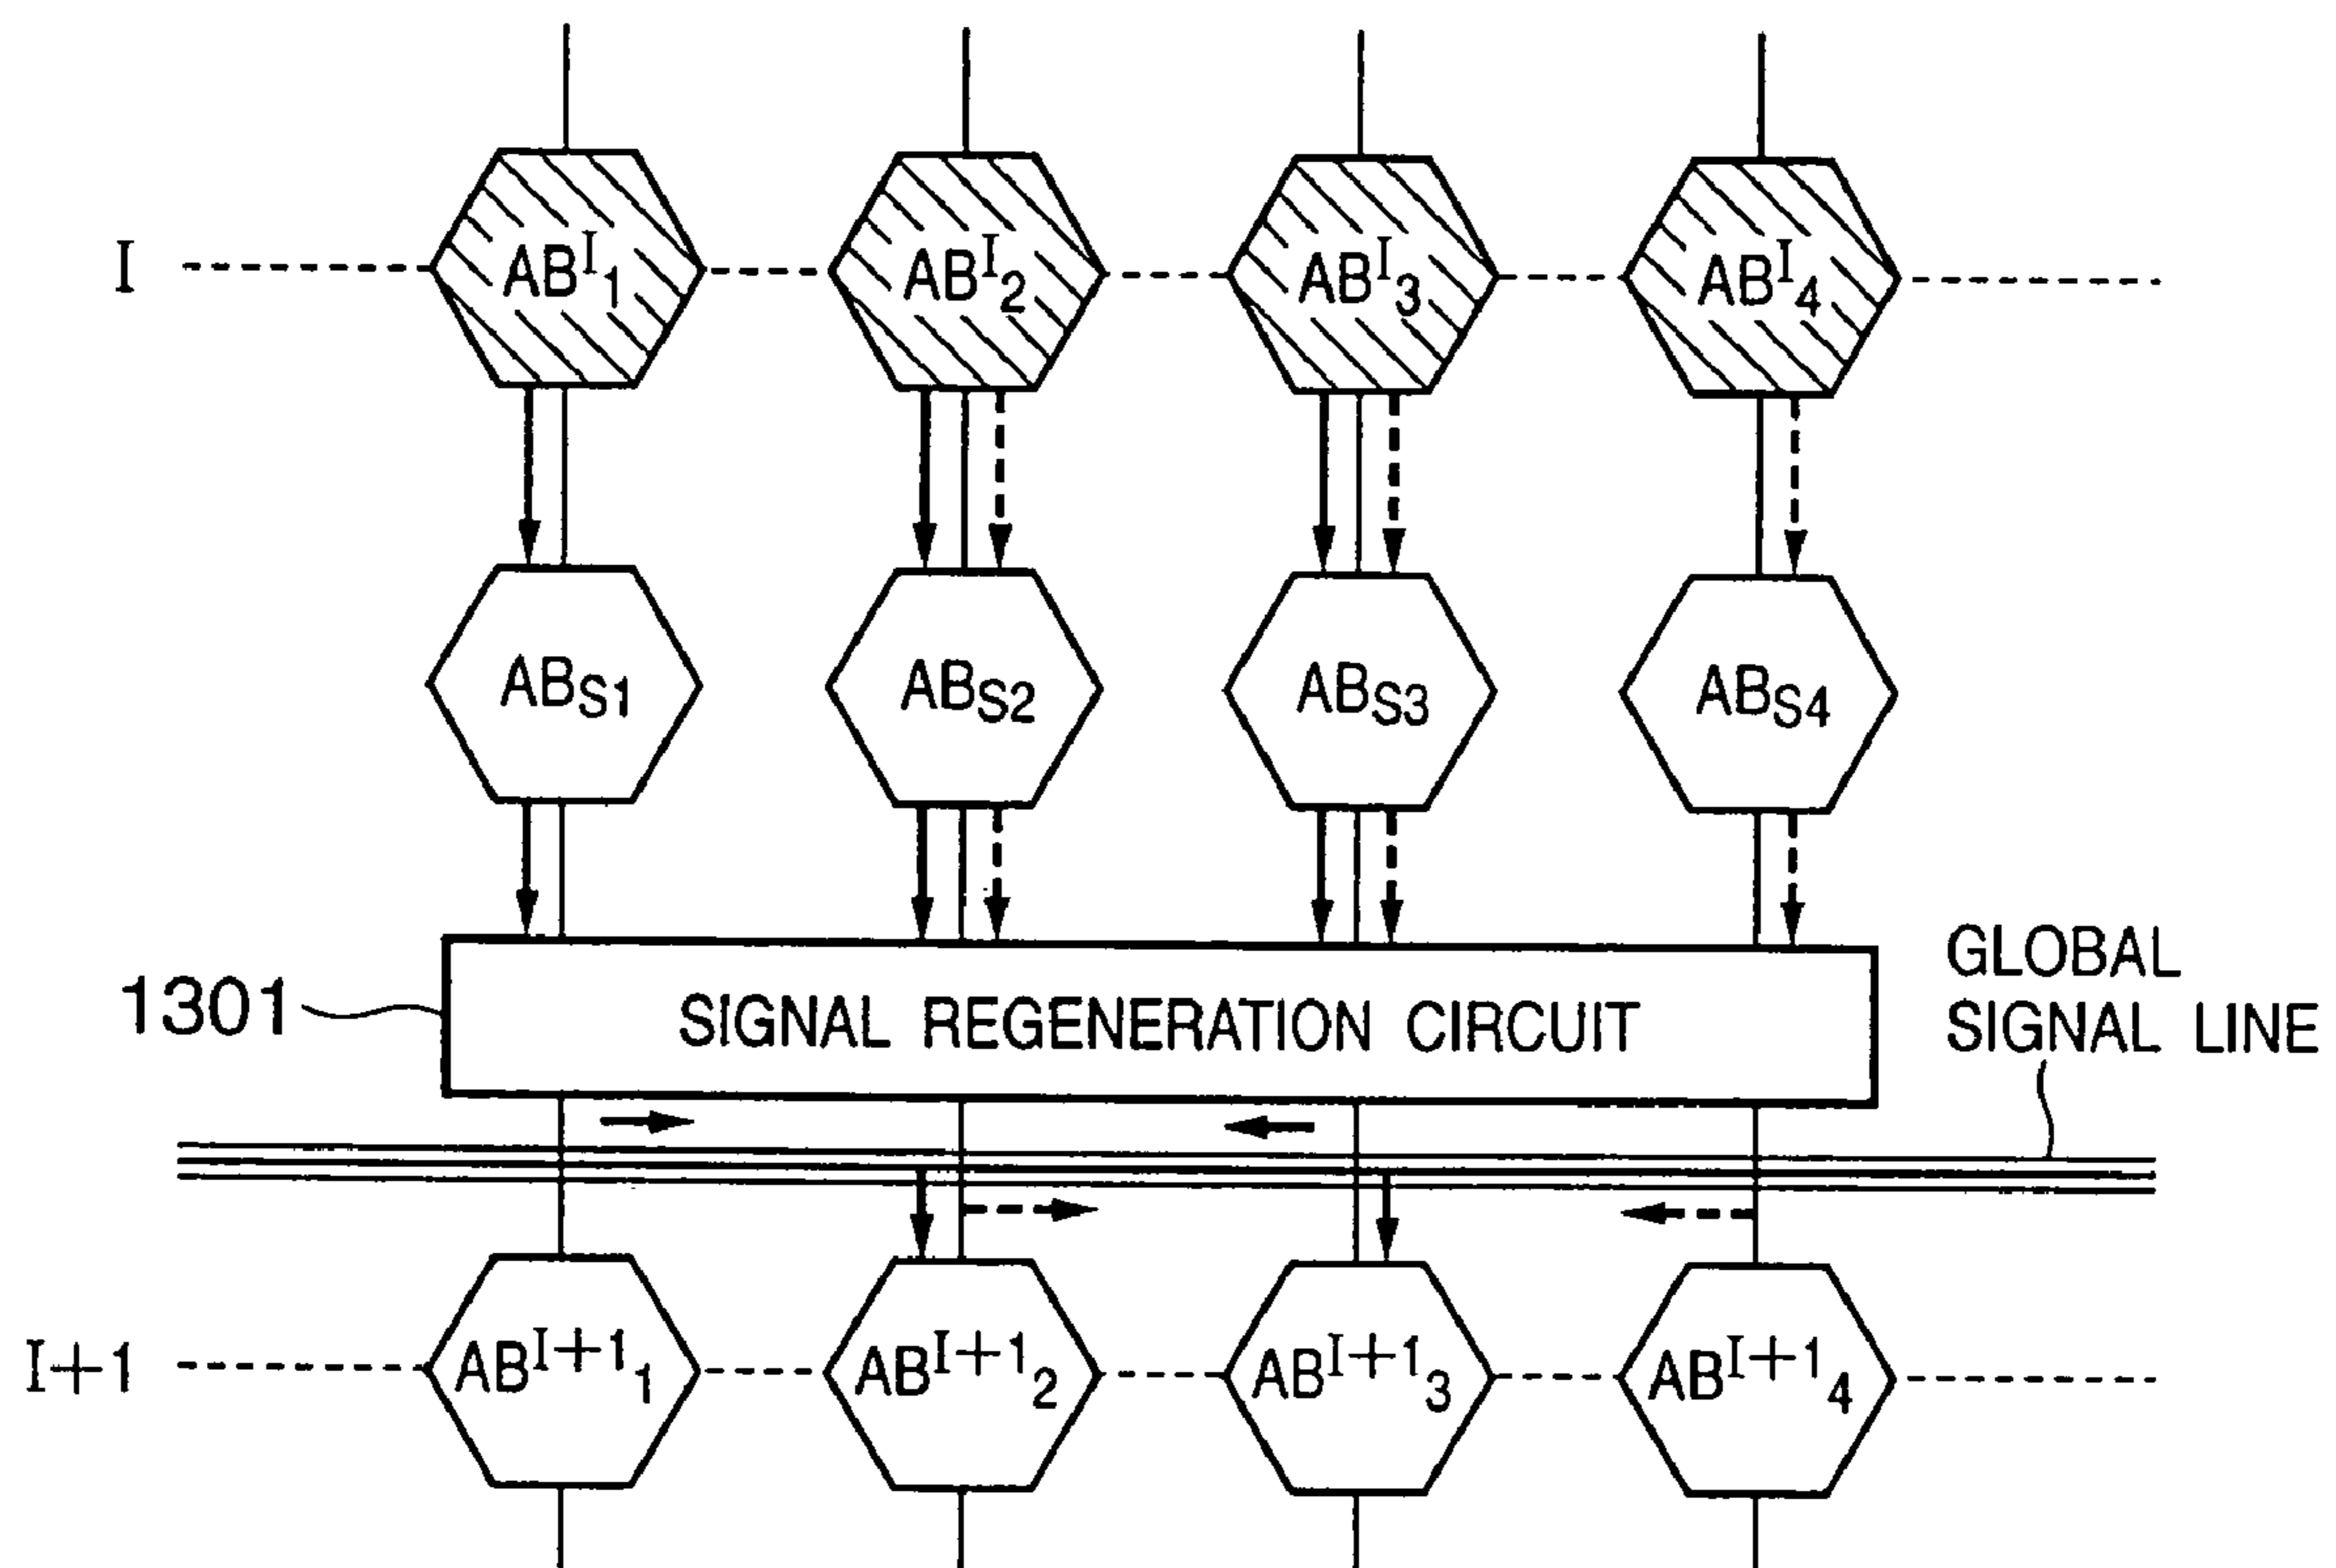 I
AB^I_1
AB^I_2
AB^I_3
AB^I_4
AB_S1
AB_S2
AB_S3
AB_S4
1301
SIGNAL REGENERATION CIRCUIT
GLOBAL
SIGNAL LINE
I+1
AB^I+1_1
AB^I+1_2
AB^I+1_3
AB^I+1_4